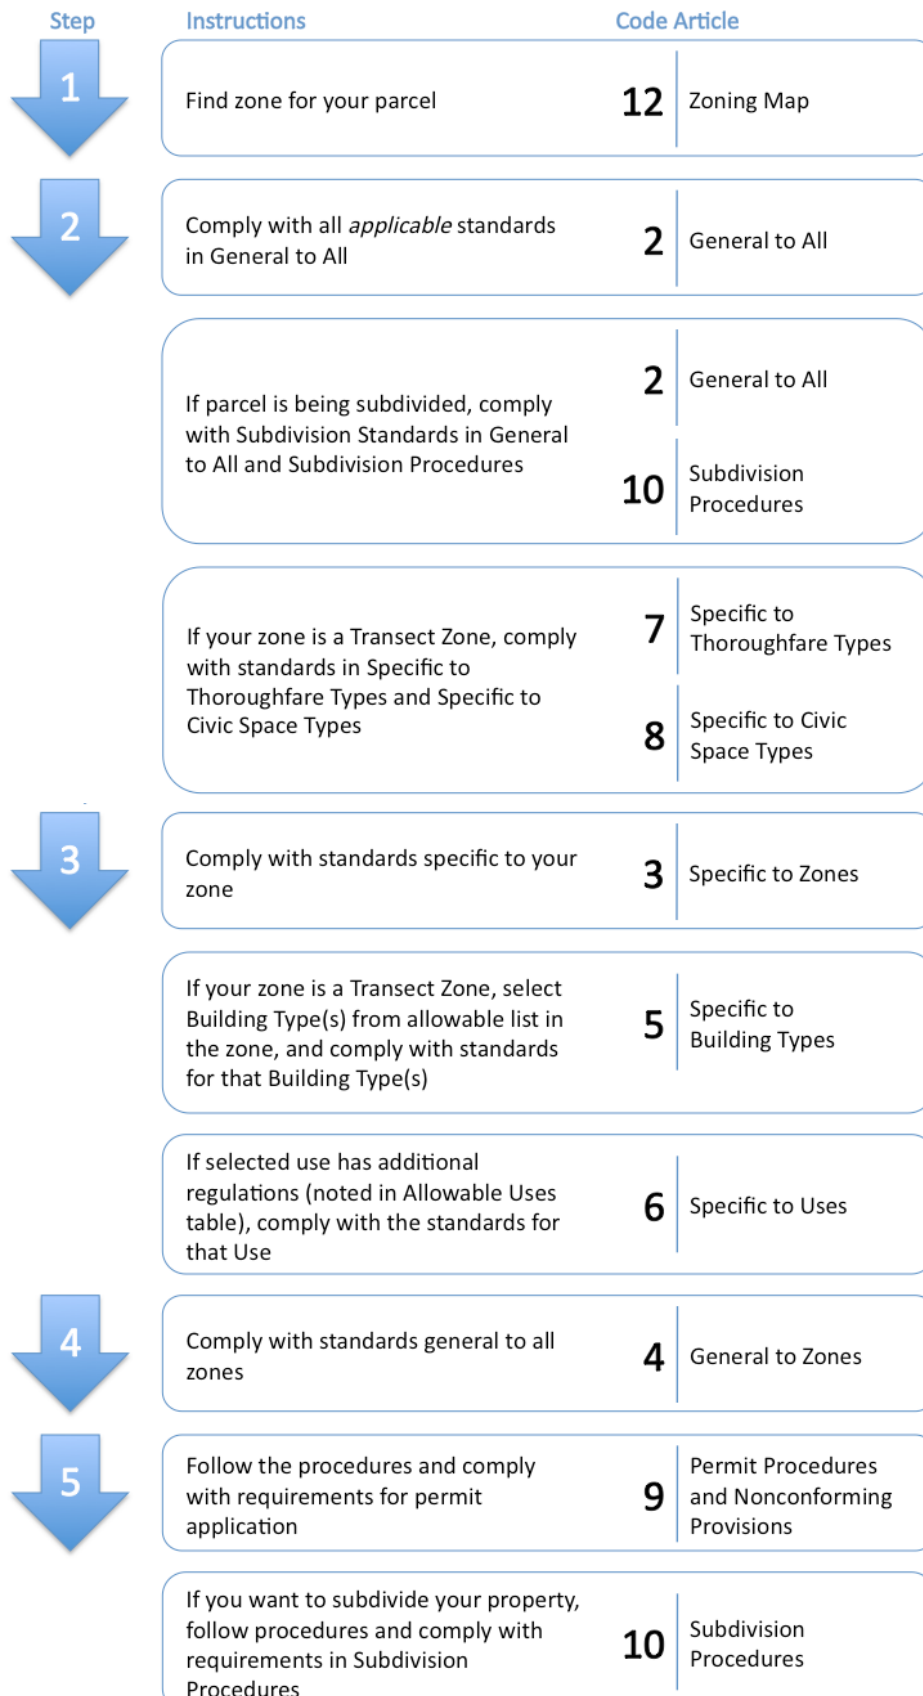 Step Instructions Code Article
1
Find zone for your parcel
12
Zoning Map
2
Comply with all applicable standards
in General to All
2
General to All
If parcel is being subdivided, comply
with Subdivision Standards in General
to All and Subdivision Procedures
2
General to All
10
Subdivision
Procedures
If your zone is a Transect Zone, comply
with standards in Specific to
Thoroughfare Types and Specific to
Civic Space Types
7
Specific to
Thoroughfare Types
8
Specific to Civic
Space Types
3
Comply with standards specific to your
zone
3
Specific to Zones
If your zone is a Transect Zone, select
Building Type(s) from allowable list in
the zone, and comply with standards
for that Building Type(s)
5
Specific to
Building Types
If selected use has additional
regulations (noted in Allowable Uses
table), comply with the standards for
that Use
6
Specific to Uses
4
Comply with standards general to all
zones
4
General to Zones
5
Follow the procedures and comply
with requirements for permit
application
9
Permit Procedures
and Nonconforming
Provisions
If you want to subdivide your property,
follow procedures and comply with
requirements in Subdivision
Procedures
10
Subdivision
Procedures